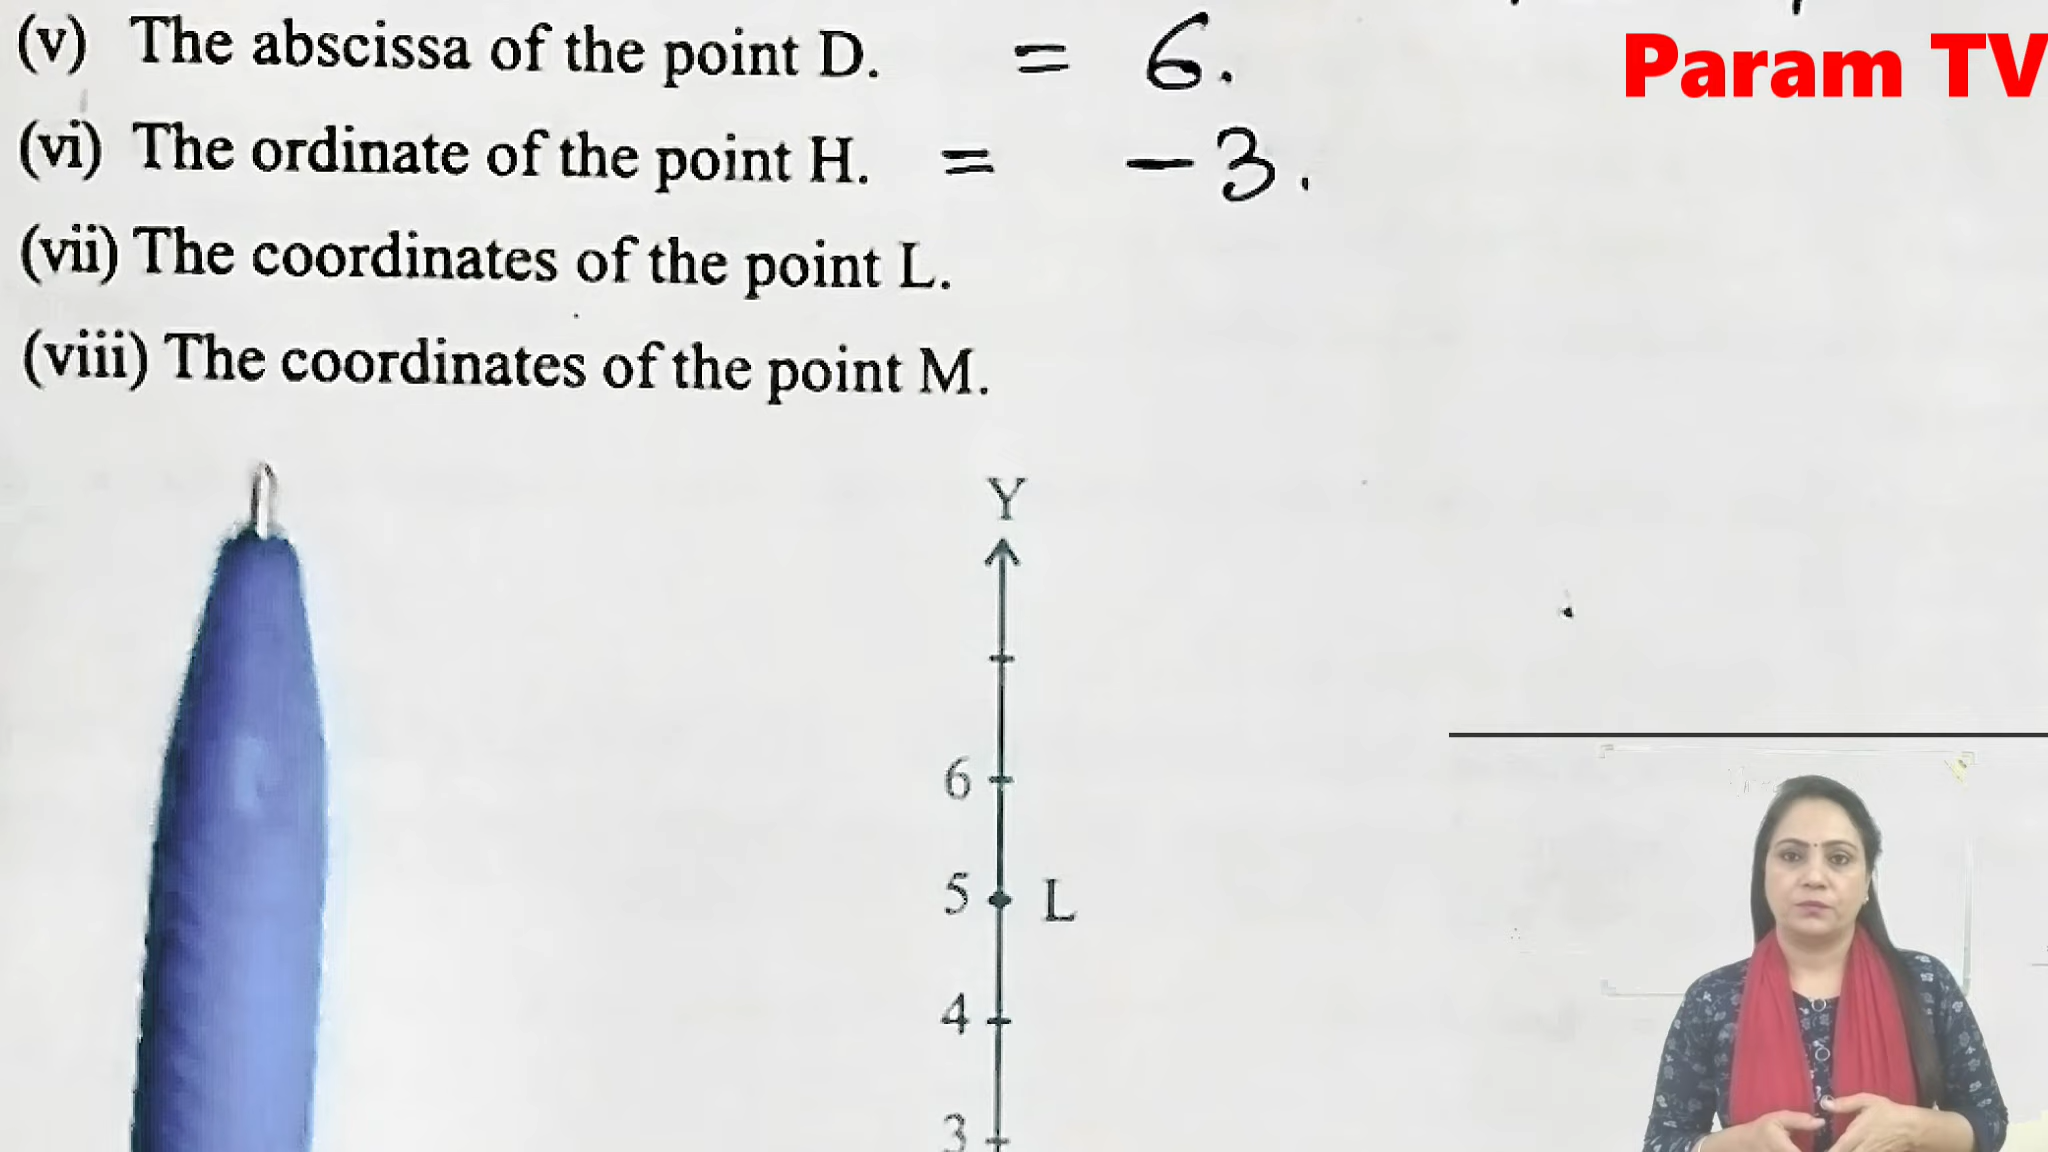 (v) The abscissa of the point D. = 6.
Param TV
(vi) The ordinate of the point H. = -3.
(vii) The coordinates of the point L.
(viii) The coordinates of the point M.
Y
6
5 L
4
3